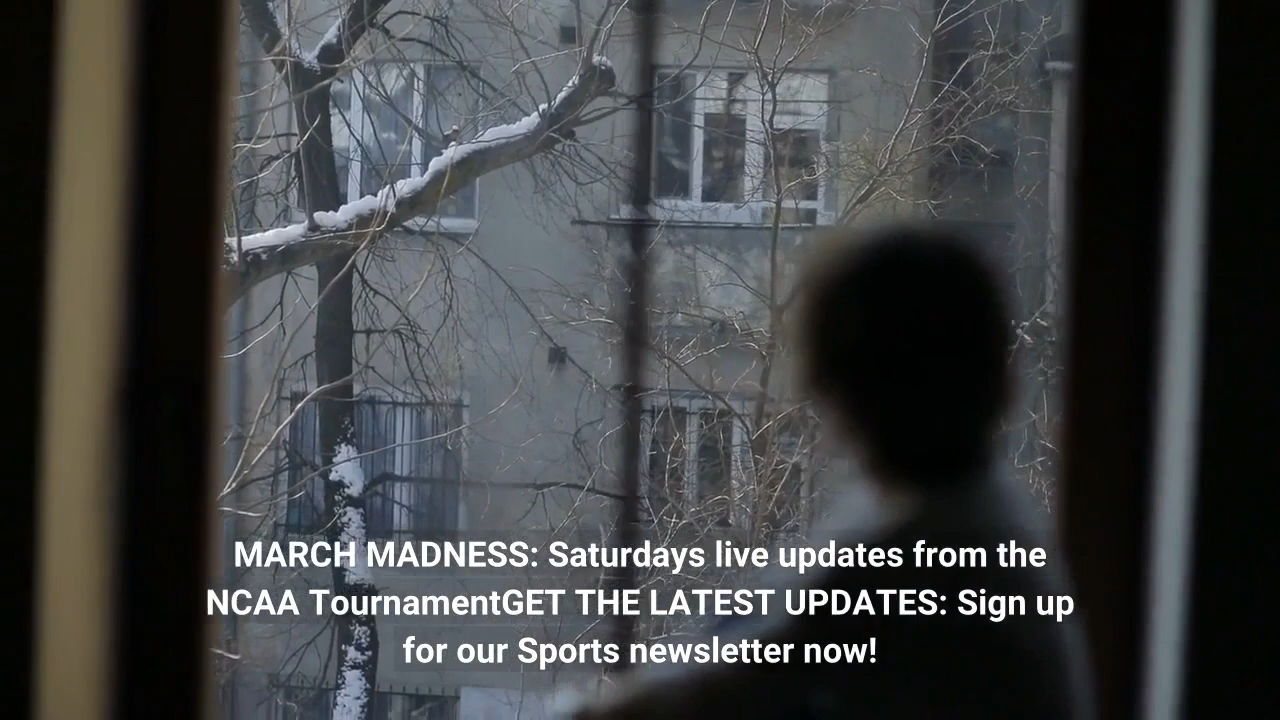 MARCH MADNESS: Saturdays live updates from the
NCAA TournamentGET THE LATEST UPDATES: Sign up
for our Sports newsletter now!